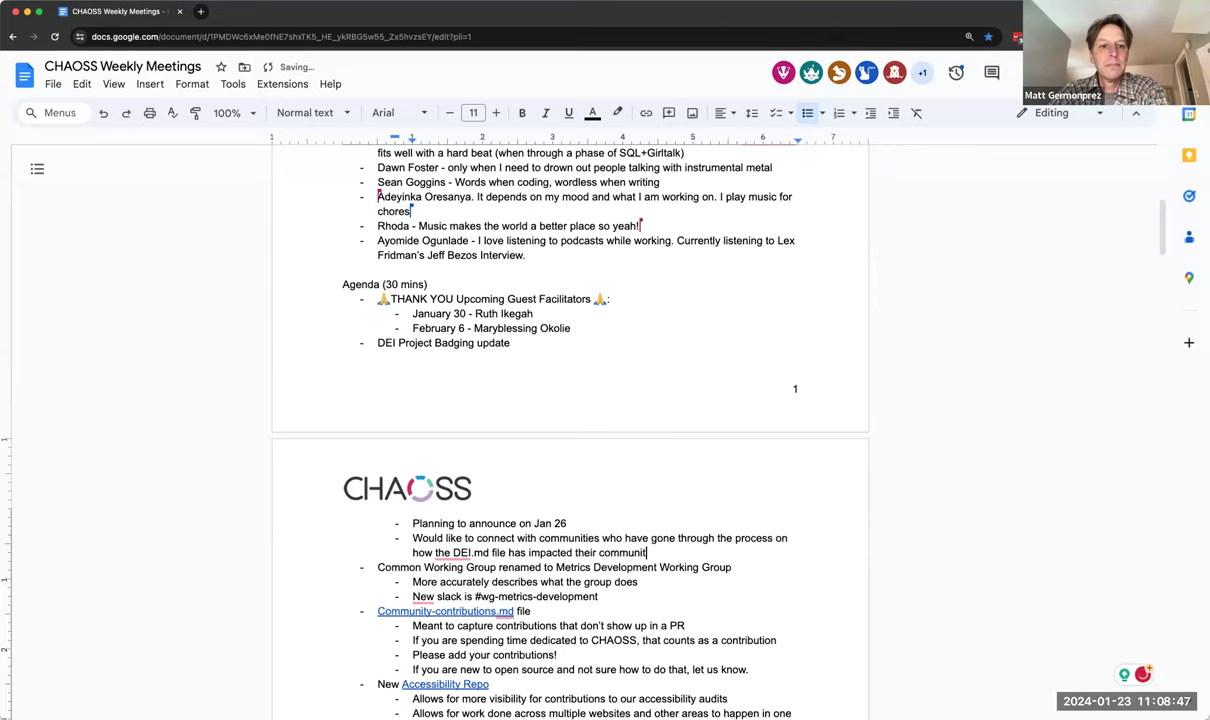 CHAOSS Weekly Meetings -
docs.google.com/document/d/1PMDWc6xMe0fNE7shxTK5_HE_ykRBG5w55_Zx5hvzsEY/edit?pli=1
CHAOSS Weekly Meetings
Saving...
File Edit View Insert Format Tools Extensions Help
+1
Matt Germonprez
Menus 100% Normal text Arial 11 B I U A Editing
1 1 2 3 4 5 6 7
fits well with a hard beat (when through a phase of SQL+Girltalk)
- Dawn Foster - only when I need to drown out people talking with instrumental metal
- Sean Goggins - Words when coding, wordless when writing
- Adeyinka Oresanya. It depends on my mood and what I am working on. I play music for
chores
- Rhoda - Music makes the world a better place so yeah!
- Ayomide Ogunlade - I love listening to podcasts while working. Currently listening to Lex
Fridman's Jeff Bezos Interview.
Agenda (30 mins)
- 🙏THANK YOU Upcoming Guest Facilitators 🙏:
- January 30 - Ruth Ikegah
- February 6 - Maryblessing Okolie
- DEI Project Badging update
1
CHAOSS
- Planning to announce on Jan 26
- Would like to connect with communities who have gone through the process on
how the DEI.md file has impacted their communit
- Common Working Group renamed to Metrics Development Working Group
- More accurately describes what the group does
- New slack is #wg-metrics-development
- Community-contributions.md file
- Meant to capture contributions that don't show up in a PR
- If you are spending time dedicated to CHAOSS, that counts as a contribution
- Please add your contributions!
- If you are new to open source and not sure how to do that, let us know.
- New Accessibility Repo
- Allows for more visibility for contributions to our accessibility audits
- Allows for work done across multiple websites and other areas to happen in one
2024-01-23 11:08:47